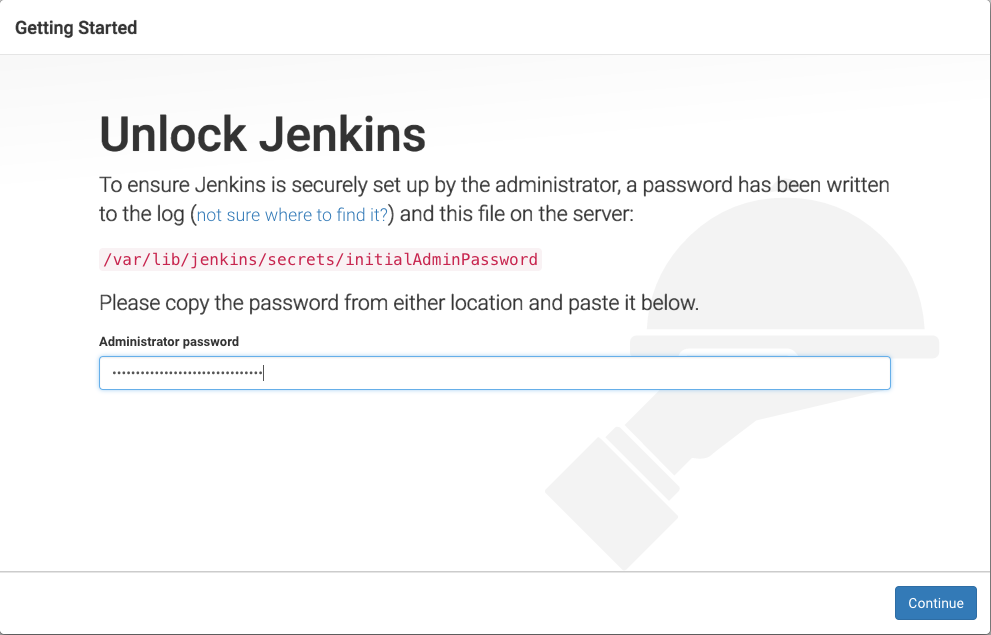 Getting Started
Unlock Jenkins
To ensure Jenkins is securely set up by the administrator, a password has been written
to the log (not sure where to find it?) and this file on the server:
/var/lib/jenkins/secrets/initialAdminPassword
Please copy the password from either location and paste it below.
Administrator password
Continue